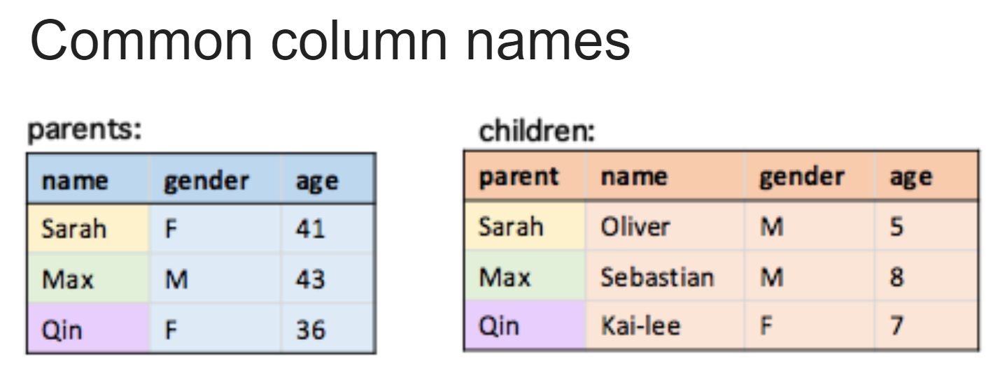 Common column names
parents:
name gender age
Sarah F 41
Max M 43
Qin F 36
children:
parent name gender age
Sarah Oliver M 5
Max Sebastian M 8
Qin Kai-lee F 7